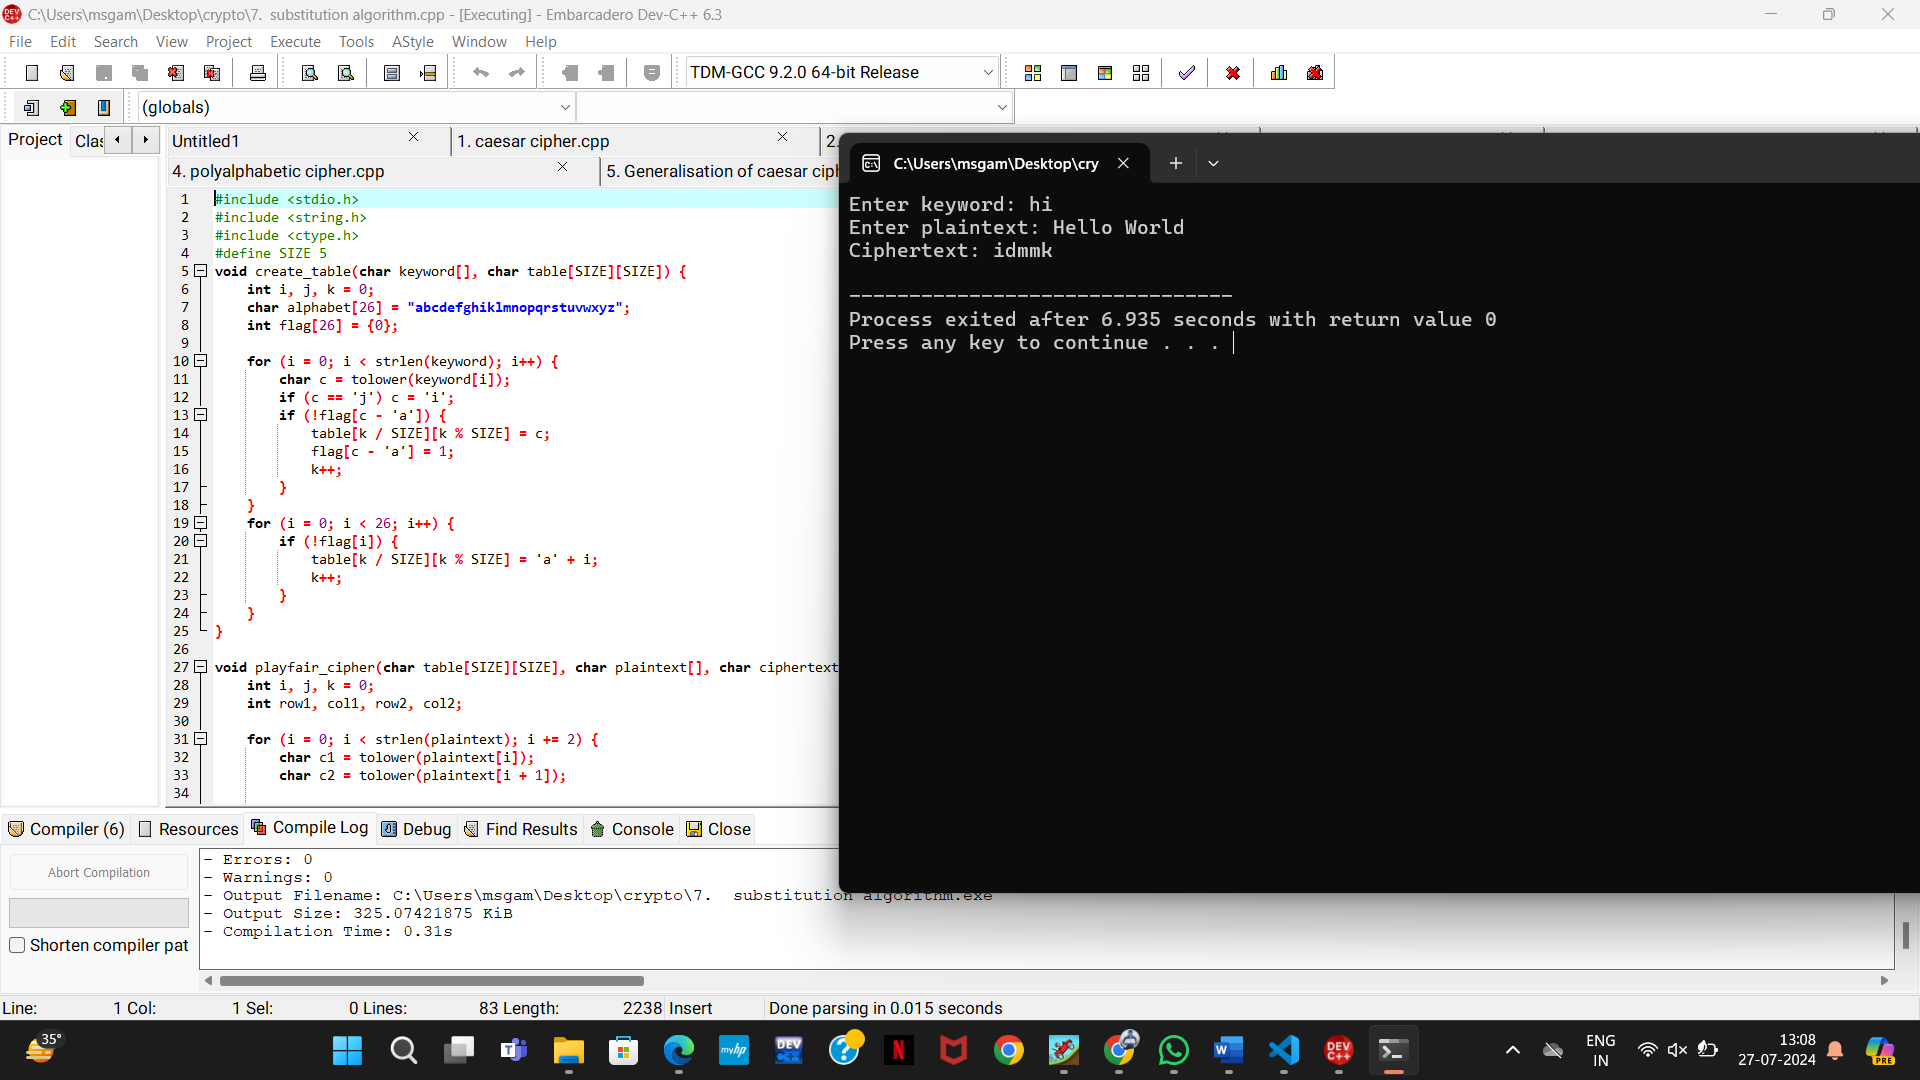 C:\Users\msgam\Desktop\crypto\7.  substitution algorithm.cpp - [Executing] - Embarcadero Dev-C++ 6.3
File Edit Search View Project Execute Tools AStyle Window Help
TDM-GCC 9.2.0 64-bit Release
(globals)
Project Clas
Untitled1 1. caesar cipher.cpp 2.
4. polyalphabetic cipher.cpp 5. Generalisation of caesar ciph
1 #include <stdio.h>
2 #include <string.h>
3 #include <ctype.h>
4 #define SIZE 5
5 void create_table(char keyword[], char table[SIZE][SIZE]) {
6 int i, j, k = 0;
7 char alphabet[26] = "abcdefghiklmnopqrstuvwxyz";
8 int flag[26] = {0};
9
10 for (i = 0; i < strlen(keyword); i++) {
11 char c = tolower(keyword[i]);
12 if (c == 'j') c = 'i';
13 if (!flag[c - 'a']) {
14 table[k / SIZE][k % SIZE] = c;
15 flag[c - 'a'] = 1;
16 k++;
17 }
18 }
19 for (i = 0; i < 26; i++) {
20 if (!flag[i]) {
21 table[k / SIZE][k % SIZE] = 'a' + i;
22 k++;
23 }
24 }
25 }
26
27 void playfair_cipher(char table[SIZE][SIZE], char plaintext[], char ciphertext
28 int i, j, k = 0;
29 int row1, col1, row2, col2;
30
31 for (i = 0; i < strlen(plaintext); i += 2) {
32 char c1 = tolower(plaintext[i]);
33 char c2 = tolower(plaintext[i + 1]);
34
C:\Users\msgam\Desktop\cry
Enter keyword: hi
Enter plaintext: Hello World
Ciphertext: idmmk
--------------------------------
Process exited after 6.935 seconds with return value 0
Press any key to continue . . .
Compiler (6) Resources Compile Log Debug Find Results Console Close
Abort Compilation
Shorten compiler pat
- Errors: 0
- Warnings: 0
- Output Filename: C:\Users\msgam\Desktop\crypto\7.  substitution algorithm.exe
- Output Size: 325.07421875 KiB
- Compilation Time: 0.31s
Line: 1 Col: 1 Sel: 0 Lines: 83 Length: 2238 Insert Done parsing in 0.015 seconds
35°
myhp
DEV C++
N
W
DEV C++
ENG
IN
13:08
27-07-2024
PRE